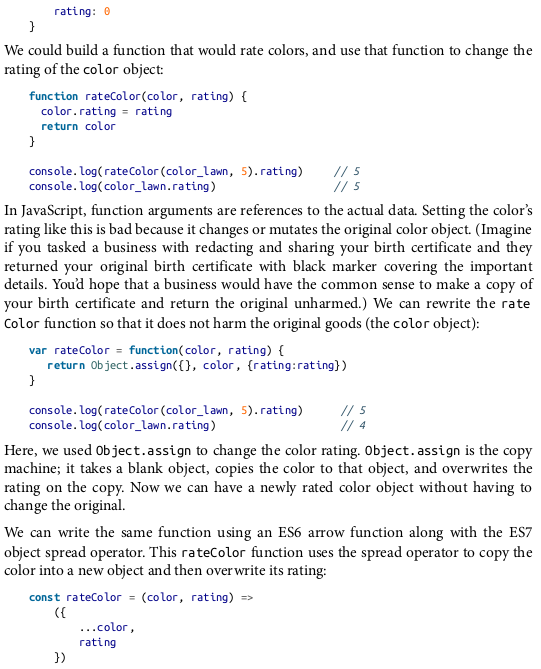 rating: 0
}
We could build a function that would rate colors, and use that function to change the
rating of the color object:
function rateColor(color, rating) {
color.rating = rating
return color
}
console.log(rateColor(color_lawn, 5).rating) // 5
console.log(color_lawn.rating) // 5
In JavaScript, function arguments are references to the actual data. Setting the color's
rating like this is bad because it changes or mutates the original color object. (Imagine
if you tasked a business with redacting and sharing your birth certificate and they
returned your original birth certificate with black marker covering the important
details. You'd hope that a business would have the common sense to make a copy of
your birth certificate and return the original unharmed.) We can rewrite the rate
Color function so that it does not harm the original goods (the color object):
var rateColor = function(color, rating) {
return Object.assign({}, color, {rating:rating})
}
console.log(rateColor(color_lawn, 5).rating) // 5
console.log(color_lawn.rating) // 4
Here, we used Object.assign to change the color rating. Object.assign is the copy
machine; it takes a blank object, copies the color to that object, and overwrites the
rating on the copy. Now we can have a newly rated color object without having to
change the original.
We can write the same function using an ES6 arrow function along with the ES7
object spread operator. This rateColor function uses the spread operator to copy the
color into a new object and then overwrite its rating:
const rateColor = (color, rating) =>
({
...color,
rating
})